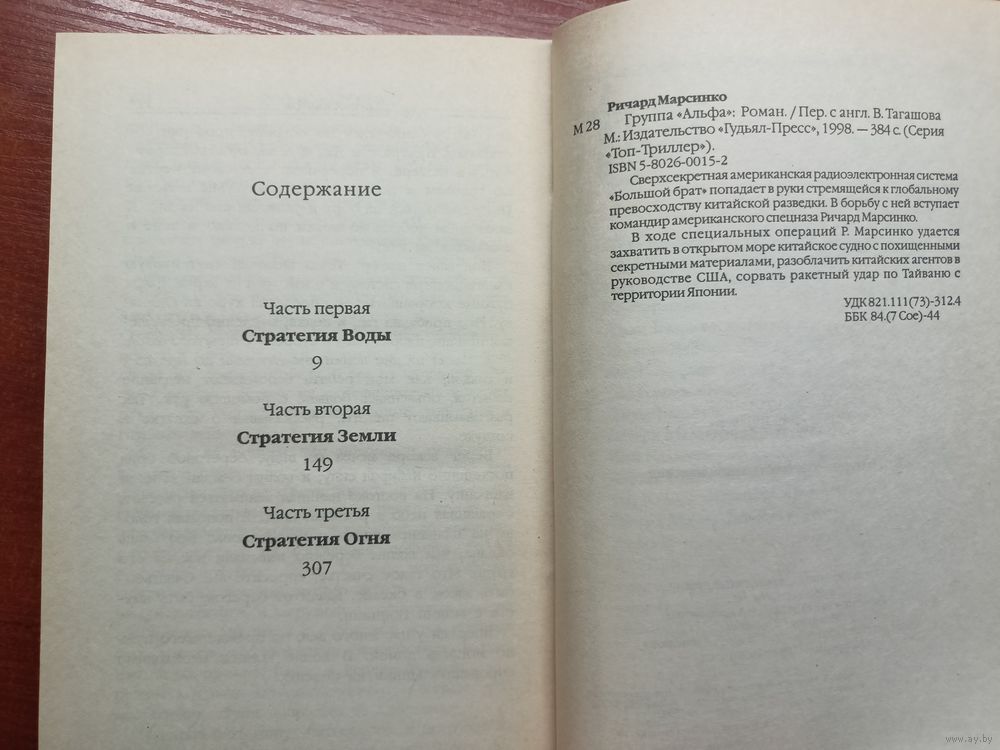 Содержание
Часть первая
Стратегия Воды
9
Часть вторая
Стратегия Земли
149
Часть третья
Стратегия Огня
307
Ричард Марсинко
М 28
Группа «Альфа»: Роман. / Пер. с англ. В. Тагашова
М.: Издательство «Гудьял-Пресс», 1998. — 384 с. (Серия
«Топ-Триллер»).
ISBN 5-8026-0015-2
Сверхсекретная американская радиоэлектронная система
«Большой брат» попадает в руки стремящейся к глобальному
превосходству китайской разведки. В борьбу с ней вступает
командир американского спецназа Ричард Марсинко.
В ходе специальных операций Р. Марсинко удается
захватить в открытом море китайское судно с похищенными
секретными материалами, разоблачить китайских агентов в
руководстве США, сорвать ракетный удар по Тайваню с
территории Японии.
УДК 821.111(73)-312.4
ББК 84.(7 Сое)-44
www.ay.by